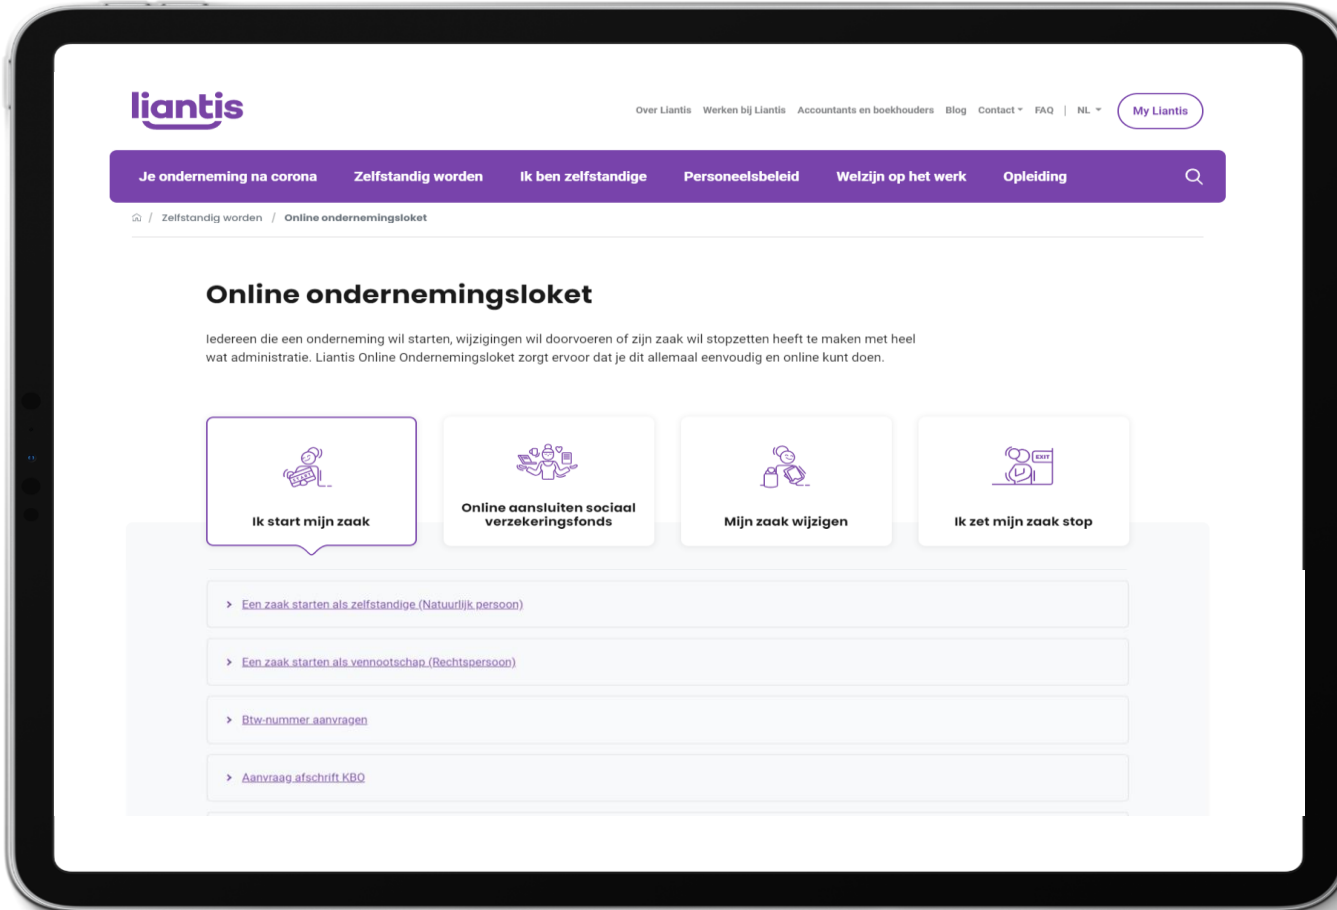 liantis
Over Liantis Werken bij Liantis Accountants en boekhouders Blog Contact FAQ | NL My Liantis
Je onderneming na corona Zelfstandig worden Ik ben zelfstandige Personeelsbeleid Welzijn op het werk Opleiding
/ Zelfstandig worden / Online ondernemingsloket
Online ondernemingsloket
Iedereen die een onderneming wil starten, wijzigingen wil doorvoeren of zijn zaak wil stopzetten heeft te maken met heel
wat administratie. Liantis Online Ondernemingsloket zorgt ervoor dat je dit allemaal eenvoudig en online kunt doen.
START
EXIT
Ik start mijn zaak
Online aansluiten sociaal
verzekeringsfonds
Mijn zaak wijzigen
Ik zet mijn zaak stop
Een zaak starten als zelfstandige (Natuurlijk persoon)
Een zaak starten als vennootschap (Rechtspersoon)
Btw-nummer aanvragen
Aanvraag afschrift KBO